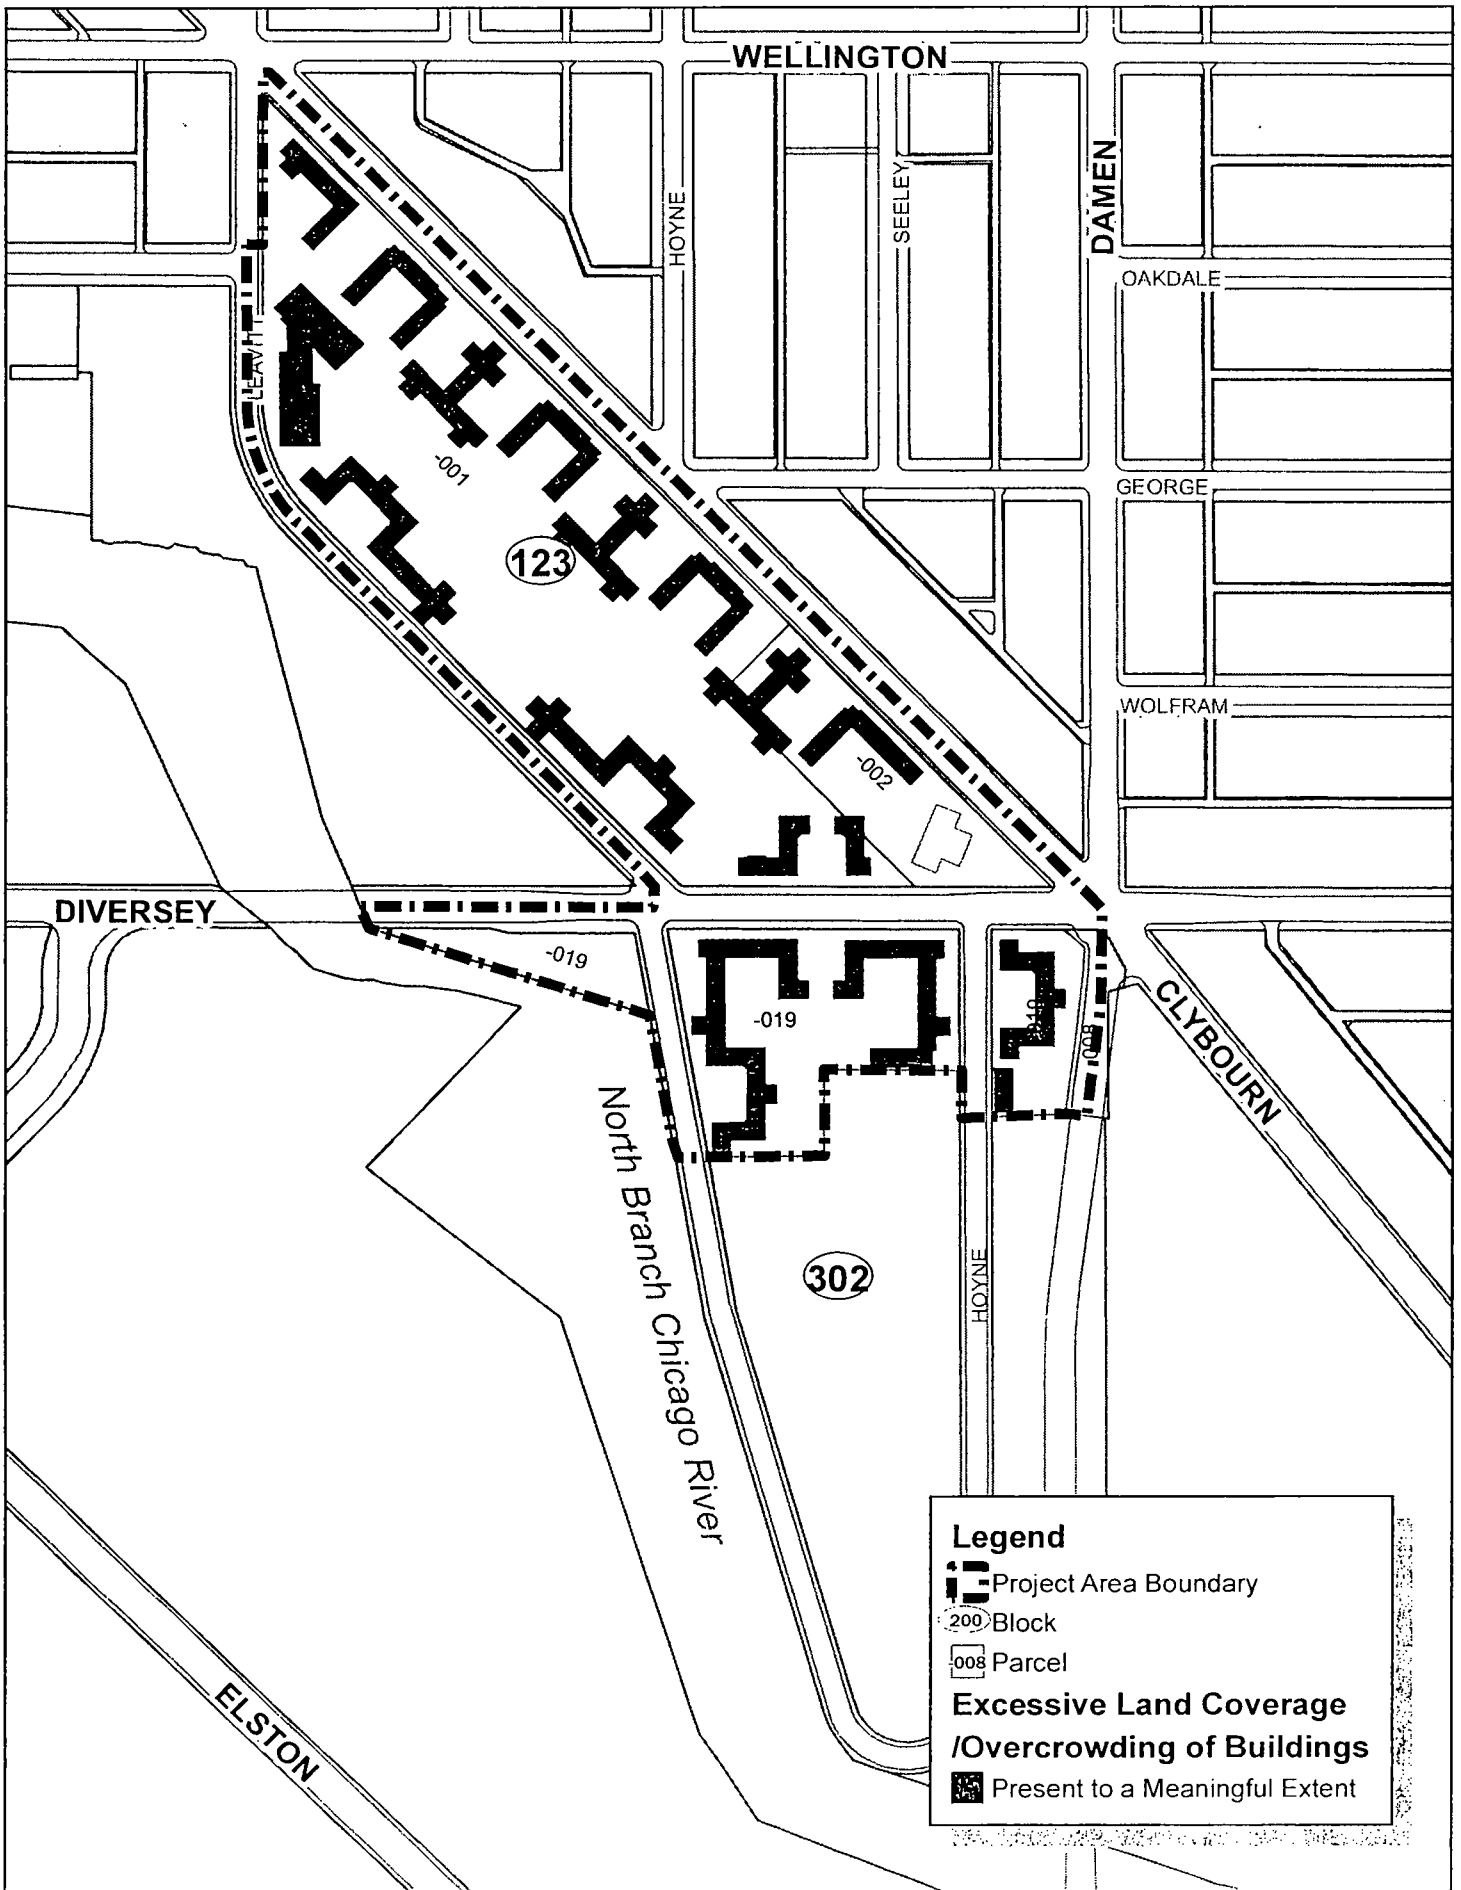 WELLINGTON
HOYNE
SEELEY
DAMEN
OAKDALE
LEAVITT
-001
GEORGE
123
WOLFRAM
-002
DIVERSEY
-019
-019
-019
-008
CLYBOURN
North Branch Chicago River
302
HOYNE
ELSTON
Legend
Project Area Boundary
200 Block
-008 Parcel
Excessive Land Coverage
/Overcrowding of Buildings
Present to a Meaningful Extent